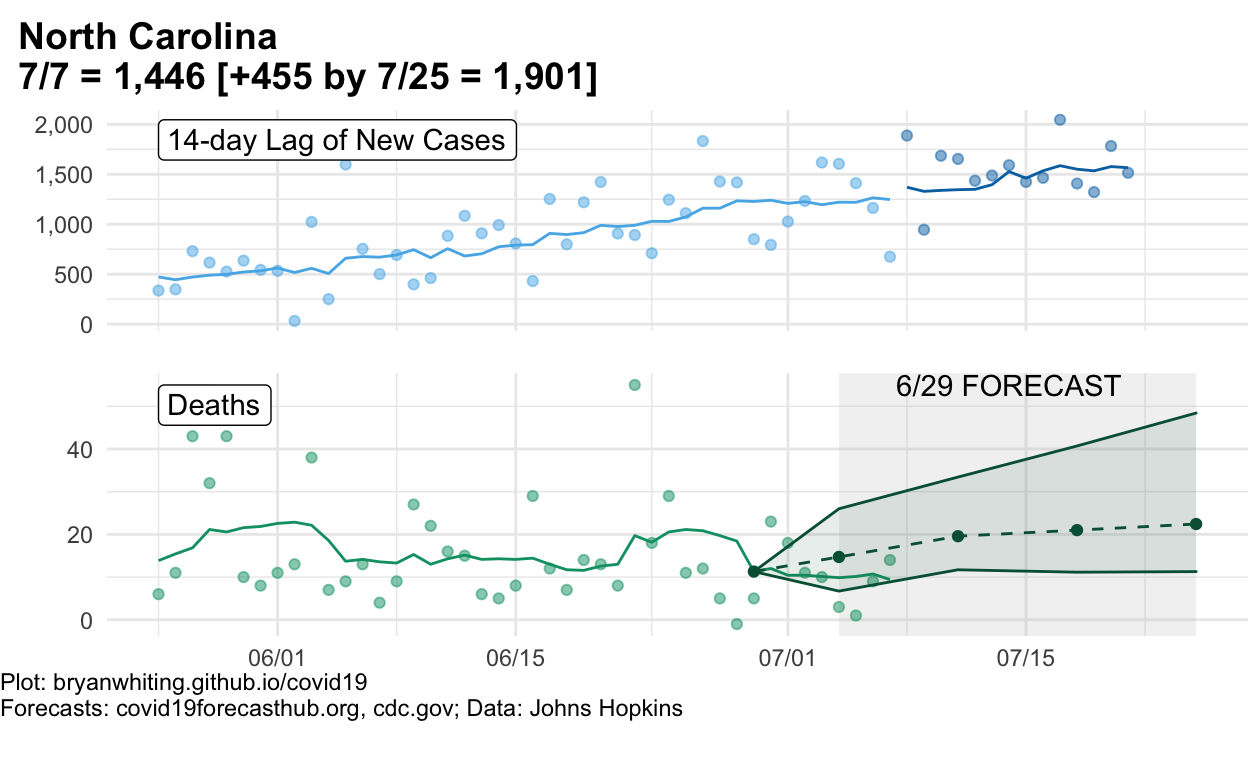 North Carolina
7/7 = 1,446 [+455 by 7/25 = 1,901]
14-day Lag of New Cases
2,000
1,500
1,000
500
0
Deaths
6/29 FORECAST
40
20
0
06/01 06/15 07/01 07/15
Plot: bryanwhiting.github.io/covid19
Forecasts: covid19forecasthub.org, cdc.gov; Data: Johns Hopkins